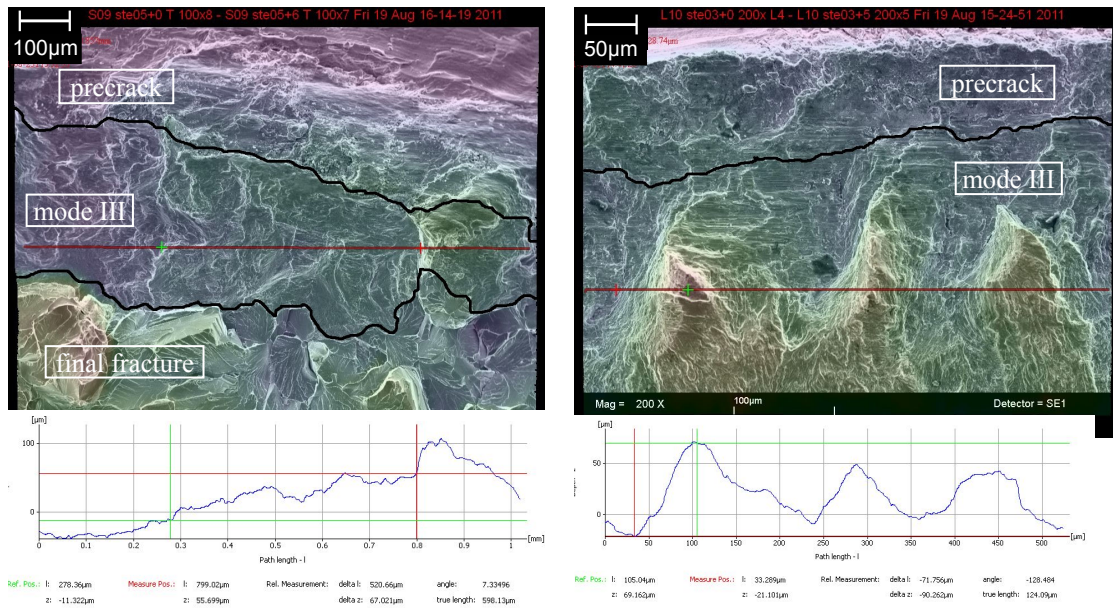 S09 ste05+0 T 100x8 - S09 ste05+6 T 100x7 Fri 19 Aug 16-14-19 2011
100µm
precrack
mode III
final fracture
[µm]
100
0
0 0.1 0.2 0.3 0.4 0.5 0.6 0.7 0.8 0.9 1 [mm]
Path length - l
Ref. Pos.: l: 278.36µm Measure Pos.: l: 799.02µm Rel. Measurement: delta l: 520.66µm angle: 7.33496
z: -11.322µm z: 55.699µm delta z: 67.021µm true length: 598.13µm
L10 ste03+0 200x L4 - L10 ste03+5 200x5 Fri 19 Aug 15-24-51 2011
50µm
28.74µm
precrack
mode III
Mag = 200 X 100µm Detector = SE1
[µm]
50
0
0 50 100 150 200 250 300 350 400 450 500 [µm]
Path length - l
Ref. Pos.: l: 105.04µm Measure Pos.: l: 33.289µm Rel. Measurement: delta l: -71.756µm angle: -128.484
z: 69.162µm z: -21.101µm delta z: -90.262µm true length: 124.09µm